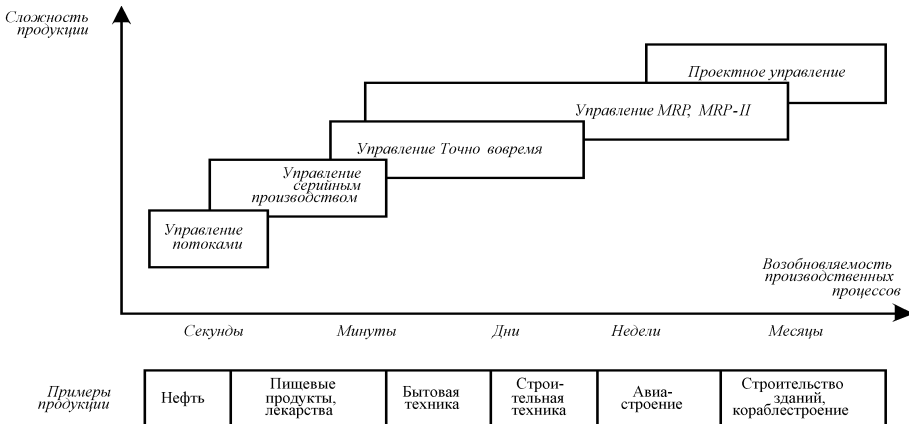 Сложность
продукции
Проектное управление
Управление MRP, MRP-II
Управление Точно вовремя
Управление
серийным
производством
Управление
потоками
Возобновляемость
производственных
процессов
Секунды Минуты Дни Недели Месяцы
Примеры
продукции
Нефть
Пищевые
продукты,
лекарства
Бытовая
техника
Строи-
тельная
техника
Авиа-
строение
Строительство
зданий,
кораблестроение